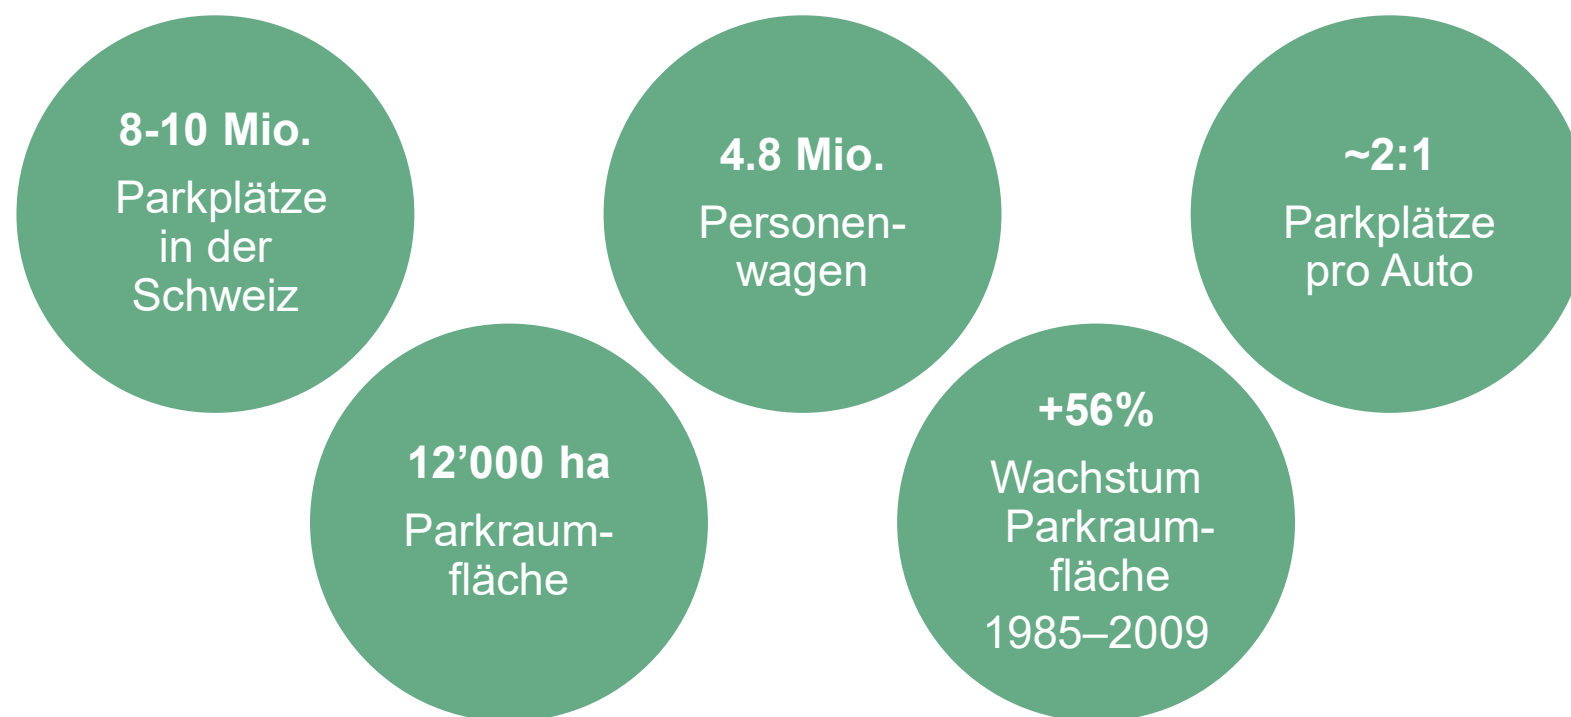 8-10 Mio.
Parkplätze
in der
Schweiz
12’000 ha
Parkraum-
fläche
4.8 Mio.
Personen-
wagen
+56%
Wachstum
Parkraum-
fläche
1985–2009
~2:1
Parkplätze
pro Auto